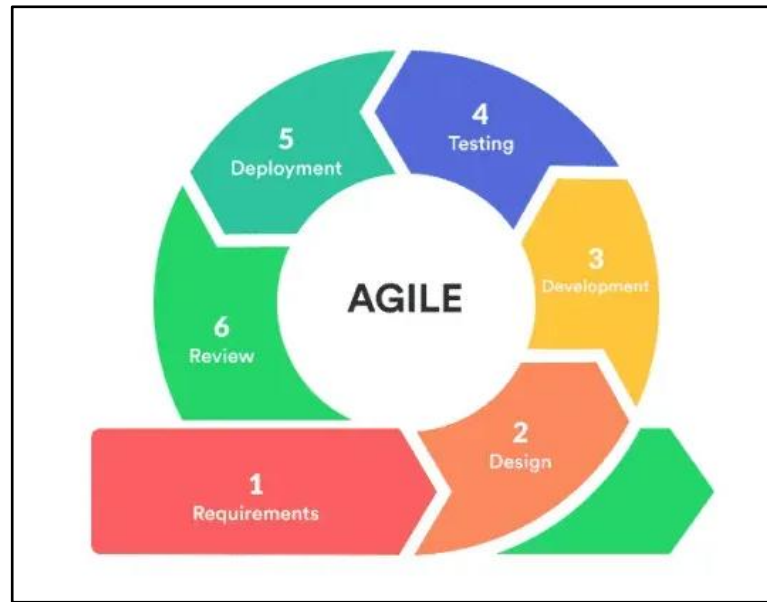 AGILE
1
Requirements
2
Design
3
Development
4
Testing
5
Deployment
6
Review